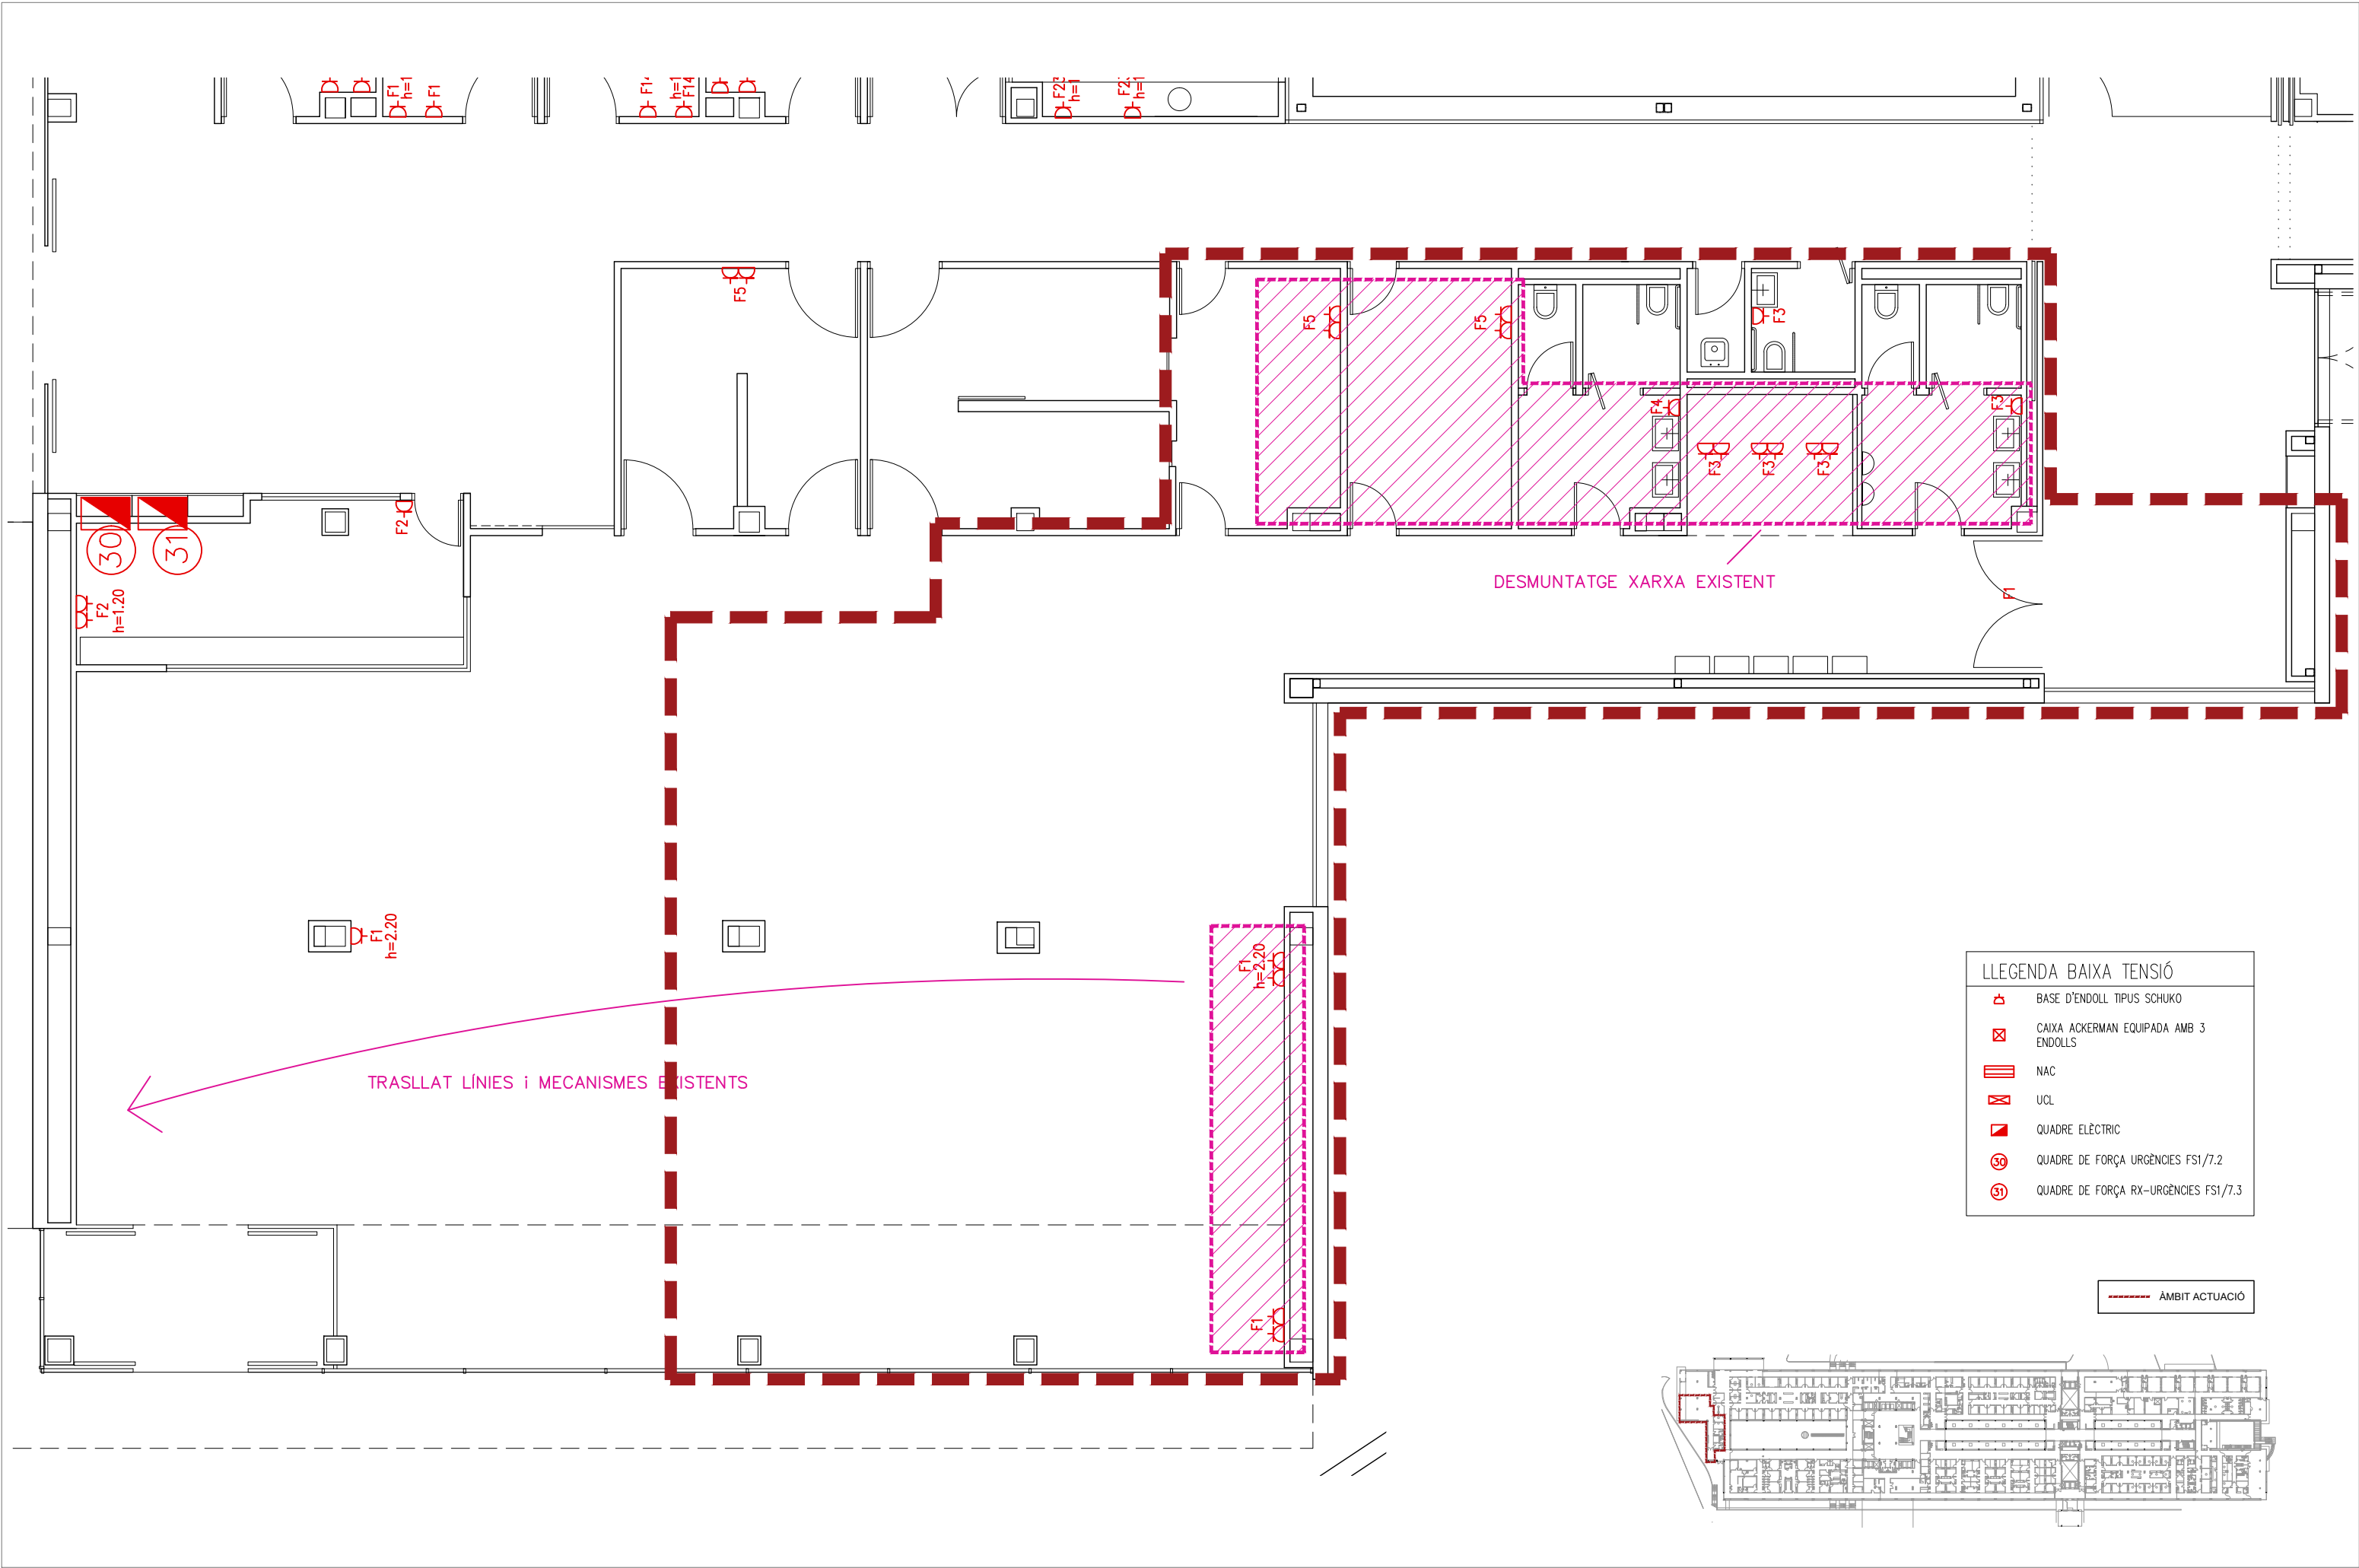 F1
h=1
F1
h=1
F5
F5
F5
F3
F4
F3
F3
F3
F3
30
31
F2
F2
h=1.20
DESMUNTATGE XARXA EXISTENT
F1
F1
h=2.20
F1
h=2.20
TRASLLAT LÍNIES i MECANISMES EXISTENTS
F1
LLEGENDA BAIXA TENSIÓ
BASE D'ENDOLL TIPUS SCHUKO
CAIXA ACKERMAN EQUIPADA AMB 3
ENDOLLS
NAC
UCL
QUADRE ELÈCTRIC
30 QUADRE DE FORÇA URGÈNCIES FS1/7.2
31 QUADRE DE FORÇA RX-URGÈNCIES FS1/7.3
ÀMBIT ACTUACIÓ